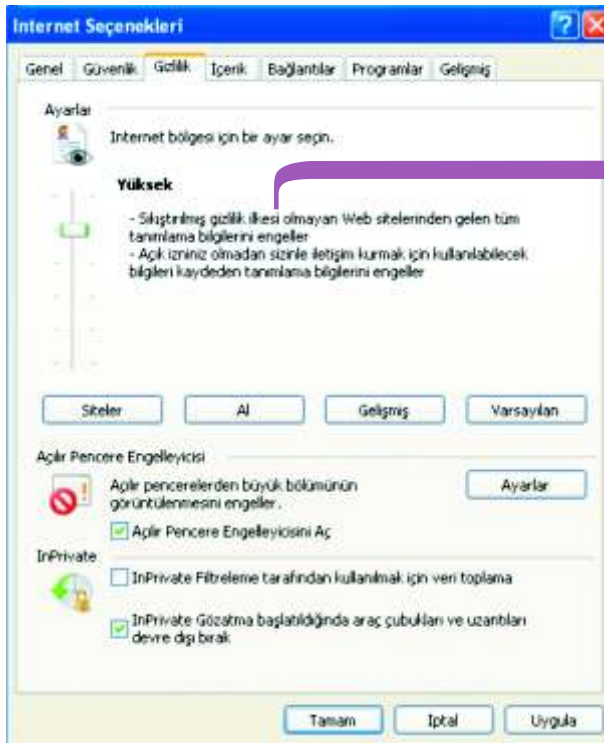 Internet Seçenekleri
Genel Güvenlik Gizlilik İçerik Bağlantılar Programlar Gelişmiş
Ayarlar
Internet bölgesi için bir ayar seçin.
Yüksek
- Sıkıştırılmış gizlilik ilkesi olmayan Web sitelerinden gelen tüm
tanımlama bilgilerini engeller
- Açık izniniz olmadan sizinle iletişim kurmak için kullanılabilecek
bilgileri kaydeden tanımlama bilgilerini engeller
Siteler Al Gelişmiş Varsayılan
Açılır Pencere Engelleyicisi
Açılır pencerelerden büyük bölümünün
görüntülenmesini engeller.
Ayarlar
Açılır Pencere Engelleyicisini Aç
InPrivate
InPrivate Filtreleme tarafından kullanılmak için veri toplama
InPrivate Gözatma başlatıldığında araç çubukları ve uzantıları
devre dışı bırak
Tamam İptal Uygula